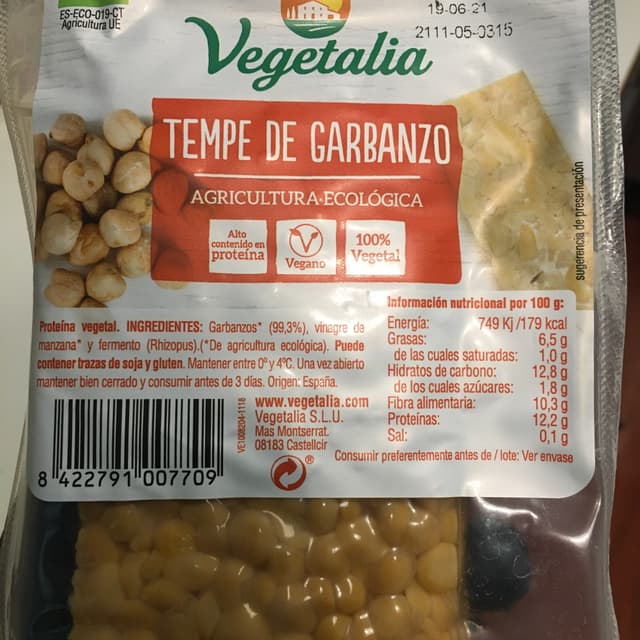 ES-ECO-019-CT
Agricultura UE
19-06-21
2111-05-0315
Vegetalia
TEMPE DE GARBANZO
AGRICULTURA ECOLÓGICA
Alto
contenido en
proteína
Vegano
100%
Vegetal
sugerencia de presentación
Proteína vegetal. INGREDIENTES: Garbanzos* (99,3%), vinagre de
manzana* y fermento (Rhizopus).(*De agricultura ecológica). Puede
contener trazas de soja y gluten. Mantener entre 0º y 4ºC. Una vez abierto
mantener bien cerrado y consumir antes de 3 días. Origen: España.
Información nutricional por 100 g:
Energía: 749 Kj /179 kcal
Grasas: 6,5 g
de las cuales saturadas: 1,0 g
Hidratos de carbono: 12,8 g
de los cuales azúcares: 1,8 g
Fibra alimentaria: 10,3 g
Proteínas: 12,2 g
Sal: 0,1 g
Consumir preferentemente antes de / lote: Ver envase
www.vegetalia.com
Vegetalia S.L.U.
Mas Montserrat.
08183 Castellcir
VE1008204-1118
8 422791 007709